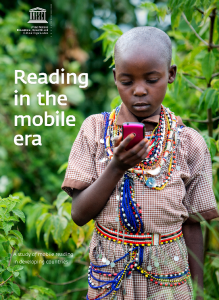 Reading
in the
mobile
era
A study of mobile reading
in developing countries